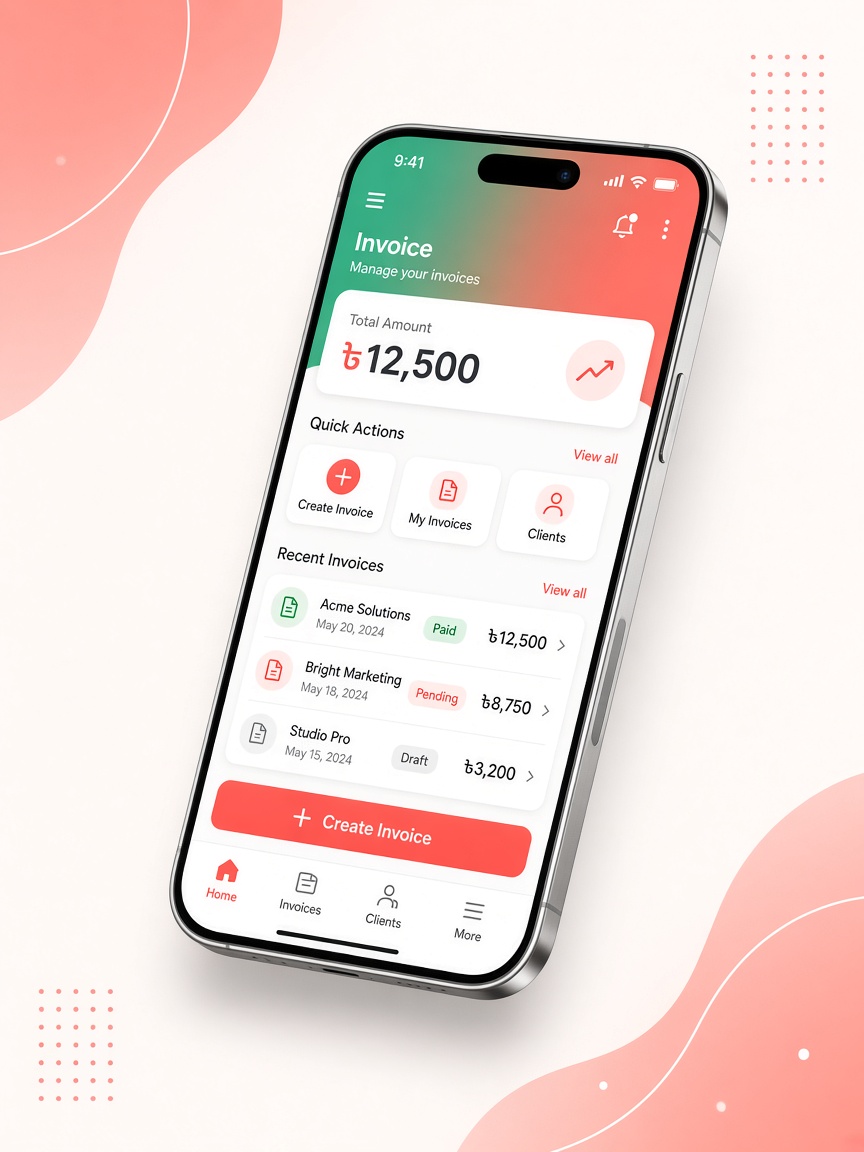 9:41
Invoice
Manage your invoices
Total Amount
৳12,500
Quick Actions
View all
Create Invoice
My Invoices
Clients
Recent Invoices
View all
Acme Solutions
May 20, 2024
Paid
৳12,500
Bright Marketing
May 18, 2024
Pending
৳8,750
Studio Pro
May 15, 2024
Draft
৳3,200
+ Create Invoice
Home
Invoices
Clients
More